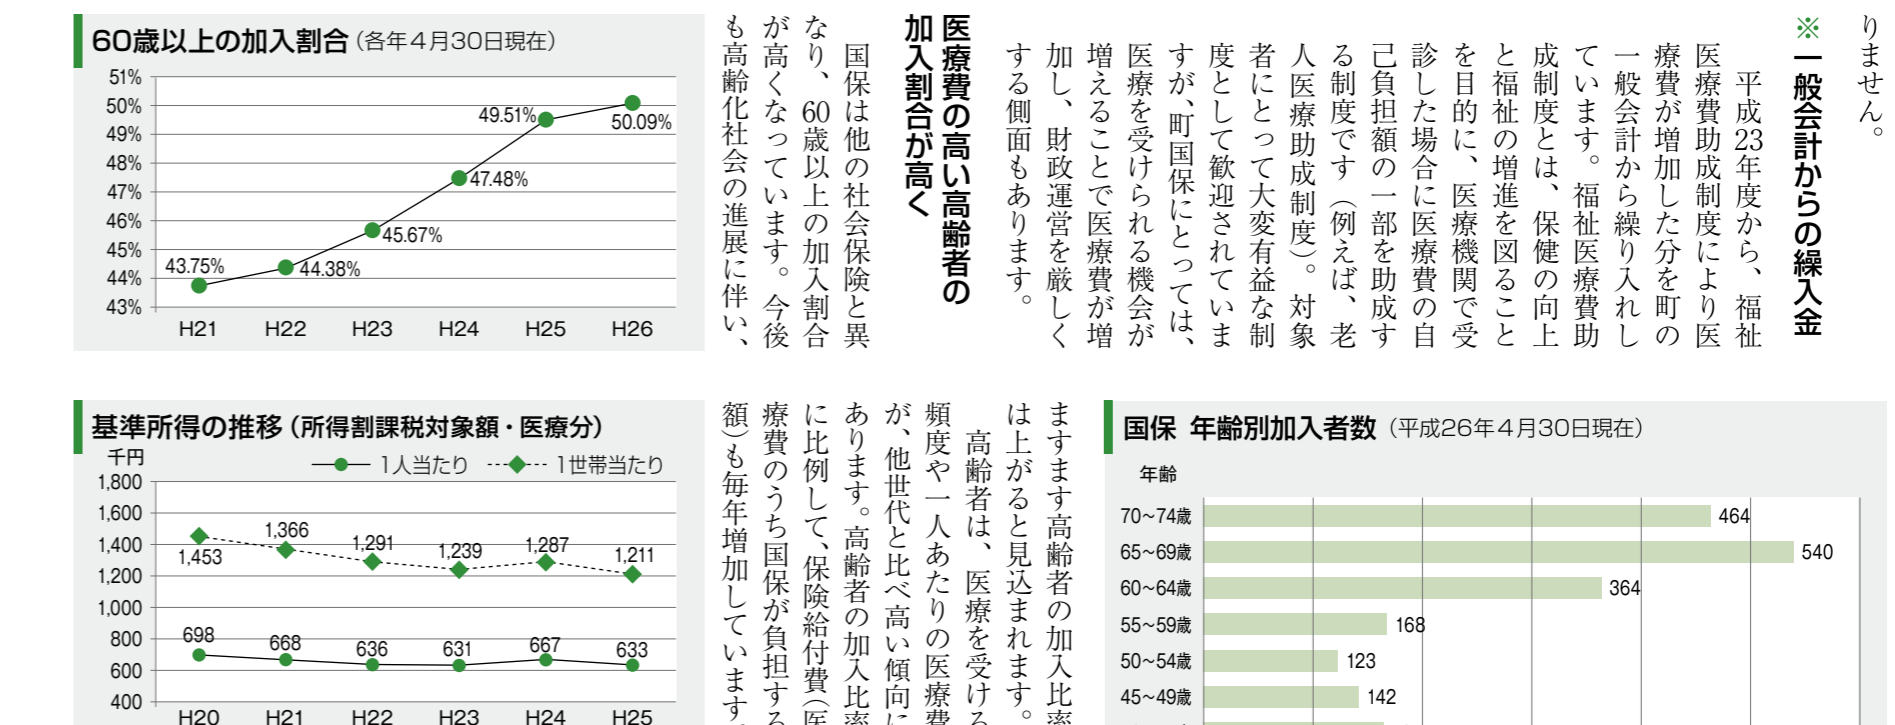 りません。
※一般会計からの繰入金
平成23年度から、福祉
医療費助成制度により医
療費が増加した分を町の
一般会計から繰り入れし
ています。福祉医療費助
成制度とは、保健の向上
と福祉の増進を図ること
を目的に、医療機関で受
診した場合に医療費の自
己負担額の一部を助成す
る制度です（例えば、老
人医療助成制度）。対象
者にとって大変有益な制
度として歓迎されていま
すが、町国保にとっては、
医療を受けられる機会が
増えることで医療費が増
加し、財政運営を厳しく
する側面もあります。
医療費の高い高齢者の
加入割合が高く
国保は他の社会保険と異
なり、60歳以上の加入割合
が高くなっています。今後
も高齢化社会の進展に伴い、
60歳以上の加入割合（各年4月30日現在）
51%
50%
49%
48%
47%
46%
45%
44%
43%
43.75%
44.38%
45.67%
47.48%
49.51%
50.09%
H21 H22 H23 H24 H25 H26
国保 年齢別加入者数（平成26年4月30日現在）
年齢
70～74歳 464
65～69歳 540
60～64歳 364
55～59歳 168
50～54歳 123
45～49歳 142
ますます高齢者の加入比率
は上がると見込まれます。
高齢者は、医療を受ける
頻度や一人あたりの医療費
が、他世代と比べ高い傾向に
あります。高齢者の加入比率
に比例して、保険給付費（医
療費のうち国保が負担する
額）も毎年増加しています。
基準所得の推移（所得割課税対象額・医療分）
千円
1人当たり 1世帯当たり
1,800
1,600
1,400
1,200
1,000
800
600
400
1,453 1,366 1,291 1,239 1,287 1,211
698 668 636 631 667 633
H20 H21 H22 H23 H24 H25